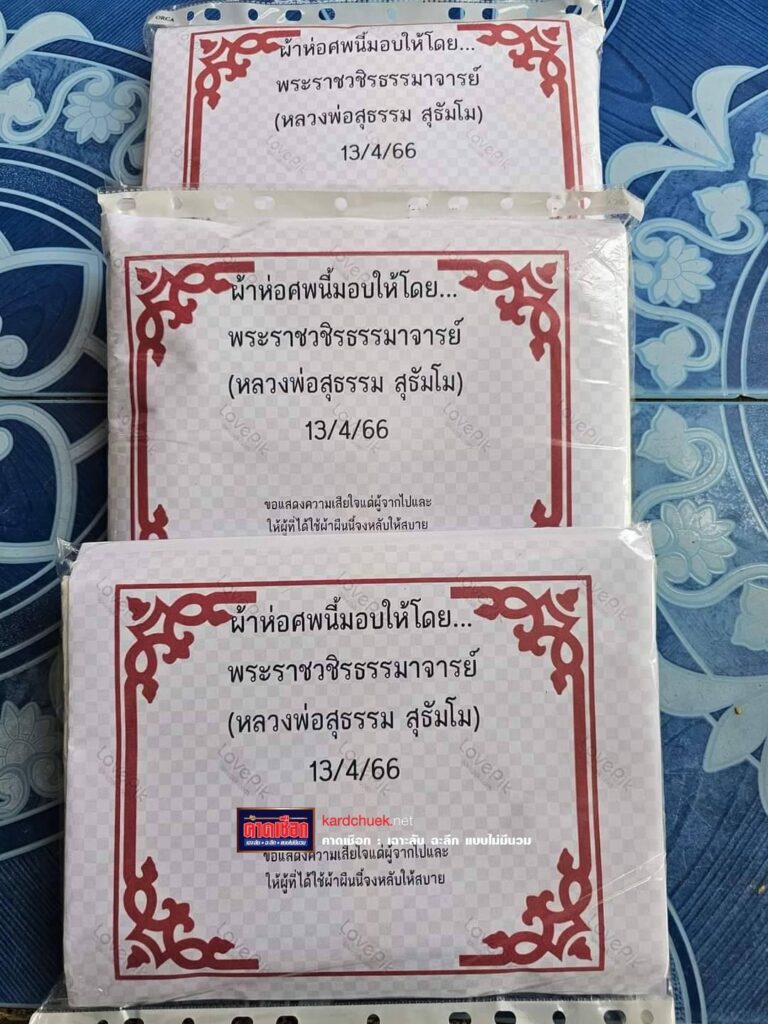 ORCA
ผ้าห่อศพนี้มอบให้โดย...
พระราชวชิรธรรมาจารย์
(หลวงพ่อสุธรรม สุธัมโม)
13/4/66
ผ้าห่อศพนี้มอบให้โดย...
พระราชวชิรธรรมาจารย์
(หลวงพ่อสุธรรม สุธัมโม)
13/4/66
ขอแสดงความเสียใจแด่ผู้จากไปและ
ให้ผู้ที่ได้ใช้ผ้าผืนนี้จงหลับให้สบาย
ผ้าห่อศพนี้มอบให้โดย...
พระราชวชิรธรรมาจารย์
(หลวงพ่อสุธรรม สุธัมโม)
13/4/66
คาดเชือก kardchuek.net
คาดเชือก : เฉาะลับ ฉะลึก แบบไม่มีนวม
ขอแสดงความเสียใจแด่ผู้จากไปและ
ให้ผู้ที่ได้ใช้ผ้าผืนนี้จงหลับให้สบาย